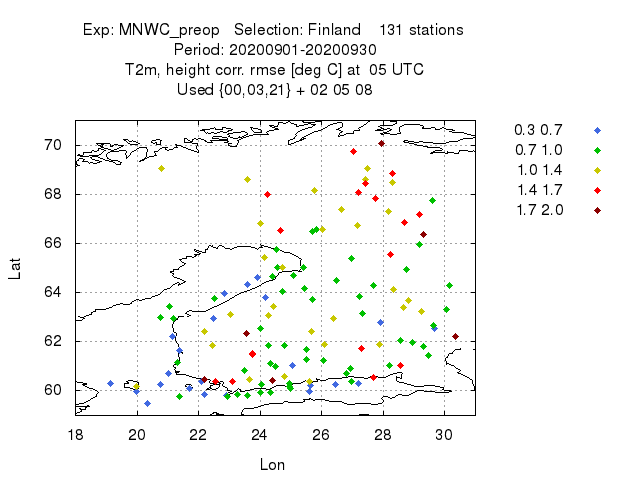 Exp: MNWC_preop   Selection: Finland    131 stations
Period: 20200901-20200930
T2m, height corr. rmse [deg C] at  05 UTC
Used {00,03,21} + 02 05 08
70
68
66
64
62
60
18 20 22 24 26 28 30
Lat
Lon
0.3 0.7
0.7 1.0
1.0 1.4
1.4 1.7
1.7 2.0